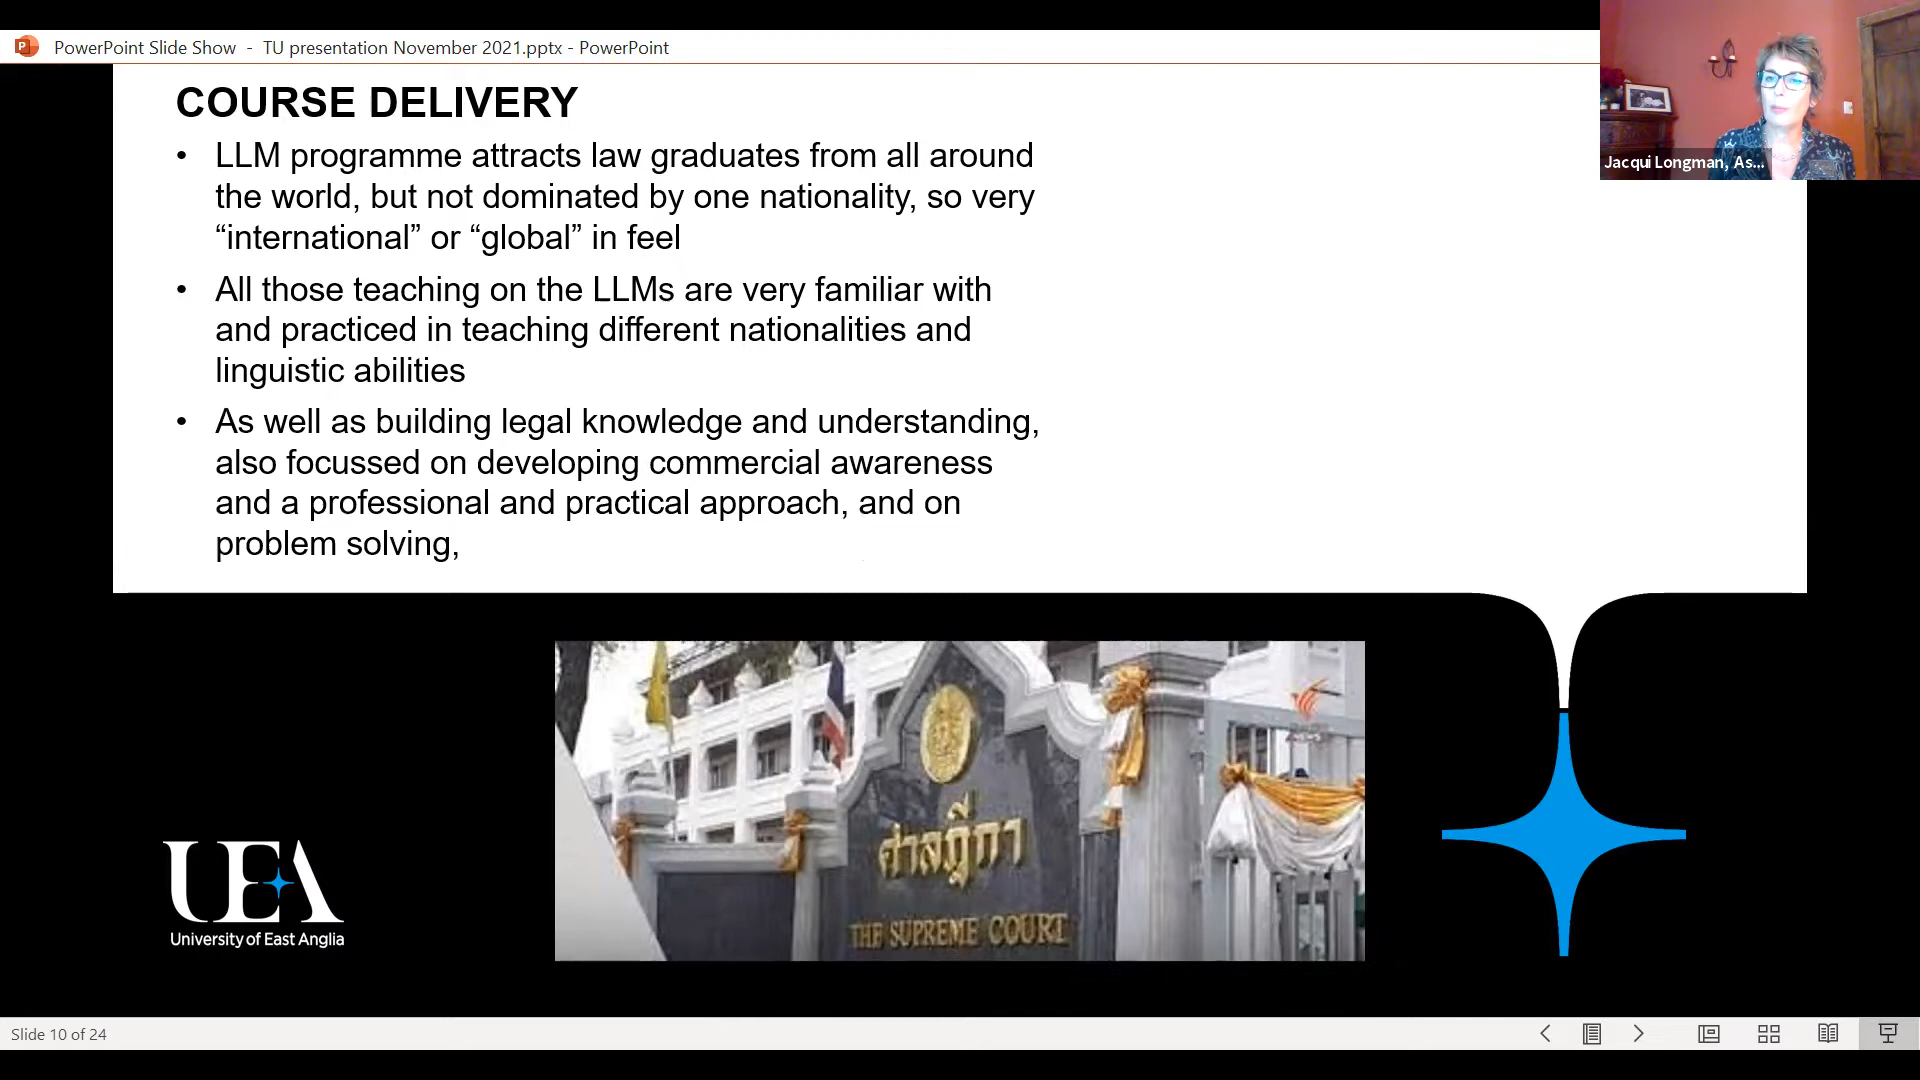 PowerPoint Slide Show - TU presentation November 2021.pptx - PowerPoint
Jacqui Longman, As...
COURSE DELIVERY
• LLM programme attracts law graduates from all around
the world, but not dominated by one nationality, so very
“international” or “global” in feel
• All those teaching on the LLMs are very familiar with
and practiced in teaching different nationalities and
linguistic abilities
• As well as building legal knowledge and understanding,
also focussed on developing commercial awareness
and a professional and practical approach, and on
problem solving,
ศาลฎีกา
THE SUPREME COURT
UEA
University of East Anglia
Slide 10 of 24